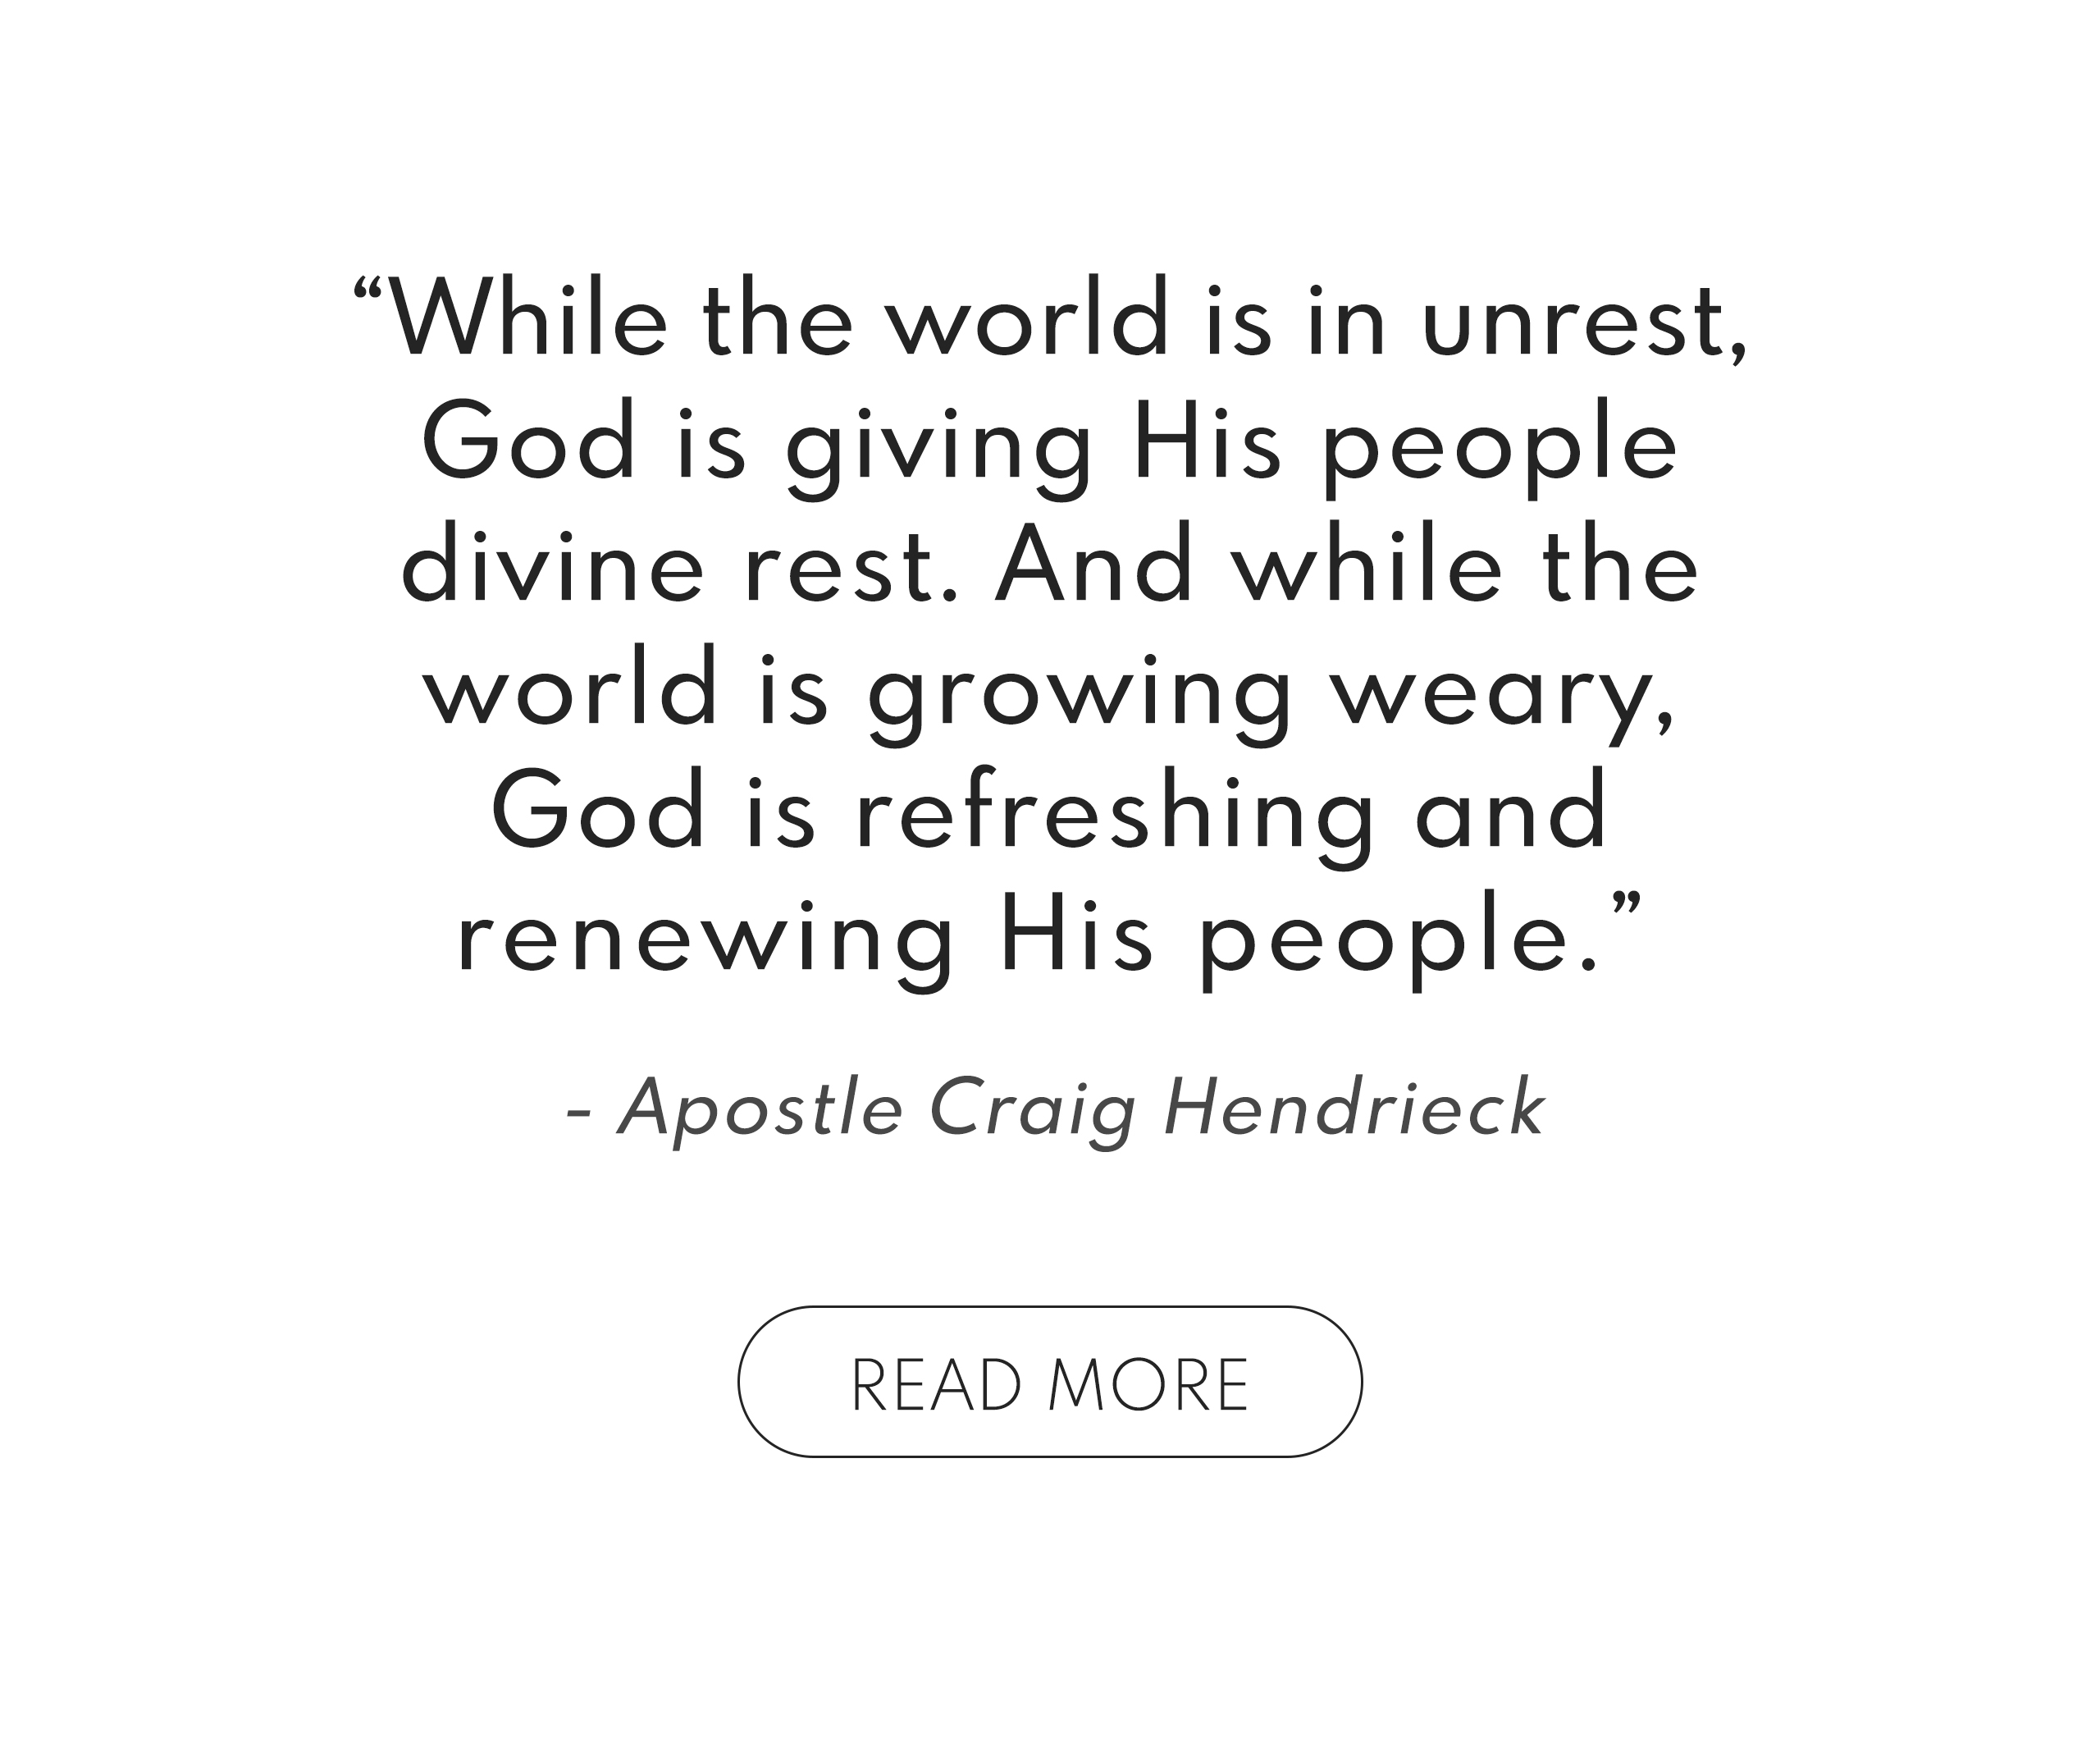 “While the world is in unrest,
God is giving His people
divine rest. And while the
world is growing weary,
God is refreshing and
renewing His people.”
- Apostle Craig Hendrieck
READ MORE